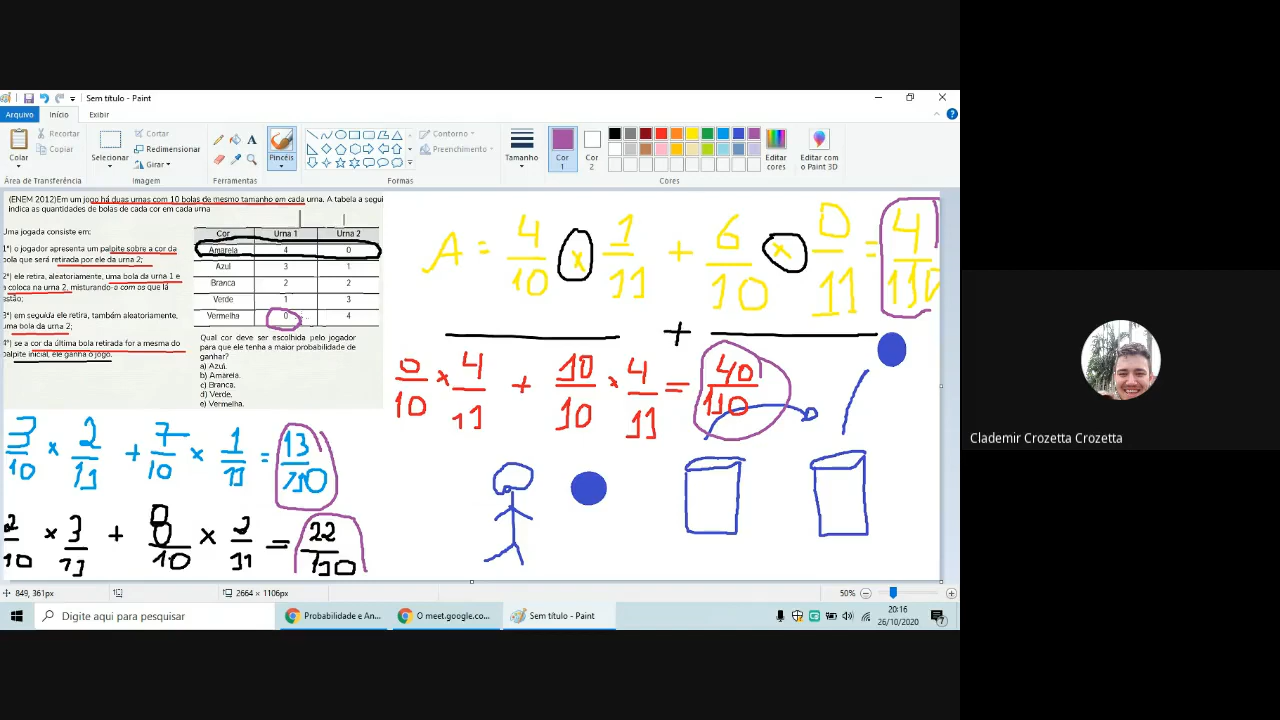 Sem título - Paint
Arquivo Início Exibir
Colar
Recortar
Copiar
Área de Transferência
Selecionar
Cortar
Redimensionar
Girar
Imagem
Ferramentas
Pincéis
Contorno
Preenchimento
Formas
Tamanho
Cor 1
Cor 2
Editar cores
Editar com o Paint 3D
Cores
(ENEM 2012)Em um jogo há duas urnas com 10 bolas de mesmo tamanho em cada urna. A tabela a segui
indica as quantidades de bolas de cada cor em cada urna
Uma jogada consiste em:
1º) o jogador apresenta um palpite sobre a cor da
bola que será retirada por ele da urna 2;
2º) ele retira, aleatoriamente, uma bola da urna 1 e
a coloca na urna 2, misturando-a com as que lá
estão;
3º) em seguida ele retira, também aleatoriamente,
uma bola da urna 2;
4º) se a cor da última bola retirada for a mesma do
palpite inicial, ele ganha o jogo.
Cor Urna 1 Urna 2
Amarela 4 0
Azul 3 1
Branca 2 2
Verde 1 3
Vermelha 0 4
Qual cor deve ser escolhida pelo jogador
para que ele tenha a maior probabilidade de
ganhar?
a) Azul.
b) Amarela.
c) Branca.
d) Verde.
e) Vermelha.
A = 4/10 x 1/11 + 6/10 x 0/11 = 4/110
+
0/10 x 4/11 + 10/10 x 4/11 = 40/110
3/10 x 2/11 + 7/10 x 1/11 = 13/110
2/10 x 3/11 + 8/10 x 2/11 = 22/110
849, 361px
2664 × 1106px
50%
Digite aqui para pesquisar
Probabilidade e An...
O meet.google.co...
Sem título - Paint
20:16
26/10/2020
Clademir Crozetta Crozetta